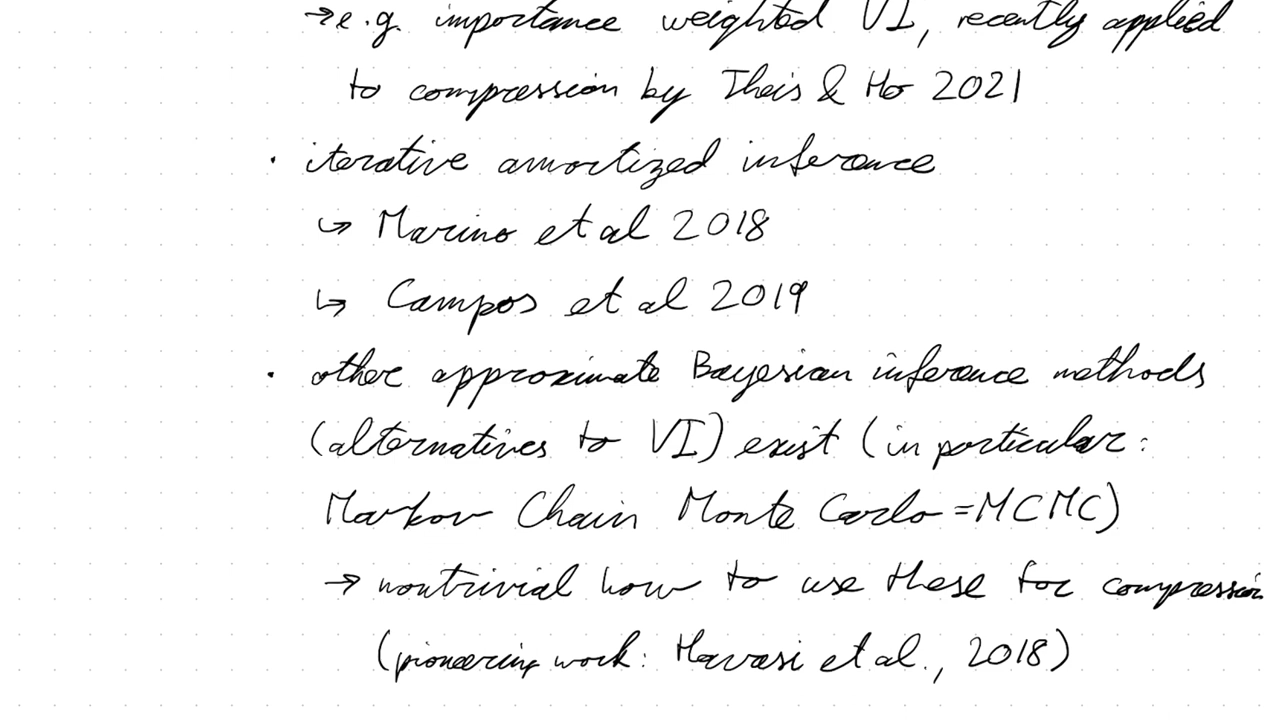 → e.g. importance weighted VI, recently applied
to compression by Theis & Ho 2021
· iterative amortized inference
↳ Marino et al 2018
↳ Campos et al 2019
· other approximate Bayesian inference methods
(alternatives to VI) exist (in particular:
Markov Chain Monte Carlo = MCMC)
→ nontrivial how to use these for compression
(pioneering work: Havasi et al., 2018)